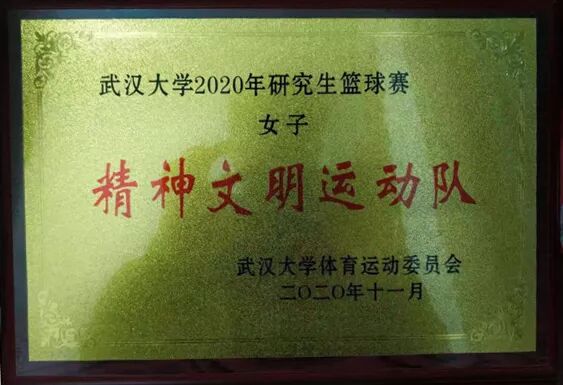 武汉大学2020年研究生篮球赛
女子
精神文明运动队
武汉大学体育运动委员会
二〇二〇年十一月